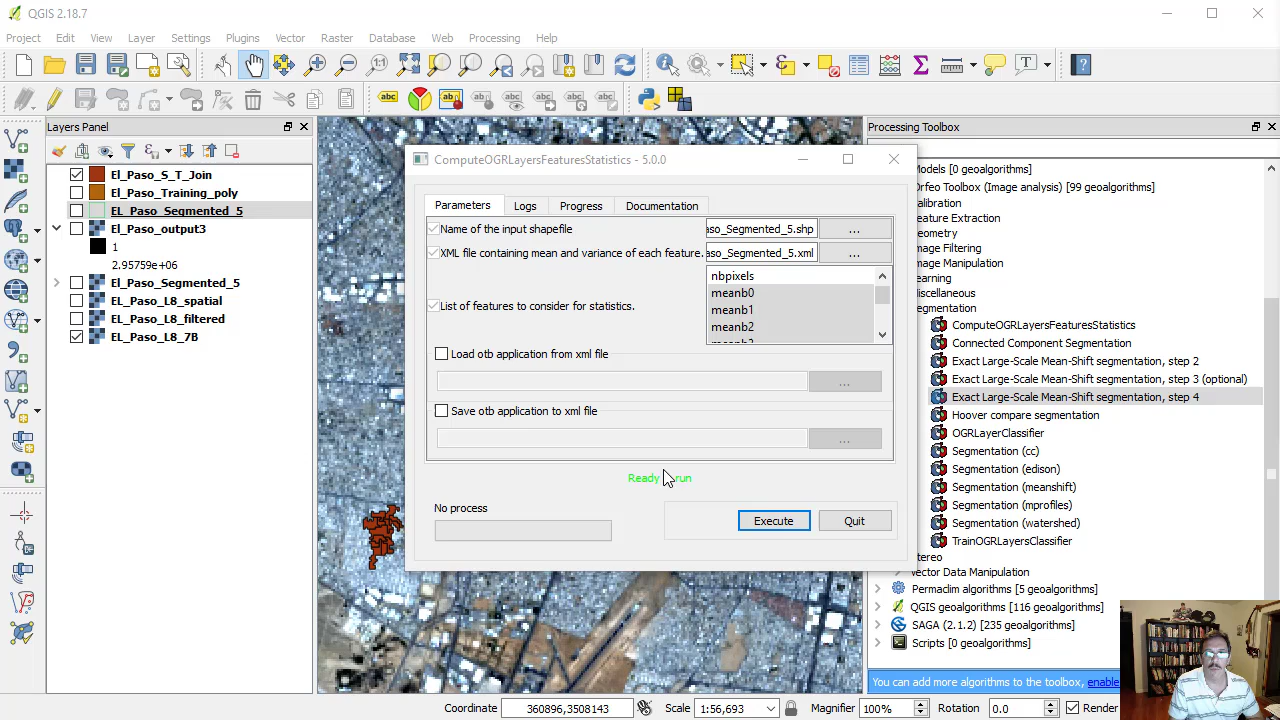 QGIS 2.18.7
Project Edit View Layer Settings Plugins Vector Raster Database Web Processing Help
Layers Panel
El_Paso_S_T_Join
El_Paso_Training_poly
EL_Paso_Segmented_5
El_Paso_output3
1
2.95759e+06
El_Paso_Segmented_5
EL_Paso_L8_spatial
EL_Paso_L8_filtered
EL_Paso_L8_7B
ComputeOGRLayersFeaturesStatistics - 5.0.0
Parameters Logs Progress Documentation
Name of the input shapefile
aso_Segmented_5.shp ...
XML file containing mean and variance of each feature.
aso_Segmented_5.xml ...
nbpixels
meanb0
List of features to consider for statistics.
meanb1
meanb2
Load otb application from xml file
...
Save otb application to xml file
...
Ready run
No process
Execute Quit
Processing Toolbox
Models [0 geoalgorithms]
Orfeo Toolbox (Image analysis) [99 geoalgorithms]
Calibration
Feature Extraction
Geometry
Image Filtering
Image Manipulation
Learning
Miscellaneous
Segmentation
ComputeOGRLayersFeaturesStatistics
Connected Component Segmentation
Exact Large-Scale Mean-Shift segmentation, step 2
Exact Large-Scale Mean-Shift segmentation, step 3 (optional)
Exact Large-Scale Mean-Shift segmentation, step 4
Hoover compare segmentation
OGRLayerClassifier
Segmentation (cc)
Segmentation (edison)
Segmentation (meanshift)
Segmentation (mprofiles)
Segmentation (watershed)
TrainOGRLayersClassifier
Stereo
Vector Data Manipulation
Permaclim algorithms [5 geoalgorithms]
QGIS geoalgorithms [116 geoalgorithms]
SAGA (2.1.2) [235 geoalgorithms]
Scripts [0 geoalgorithms]
You can add more algorithms to the toolbox, enable
Coordinate 360896,3508143 Scale 1:56,693 Magnifier 100% Rotation 0.0 Render